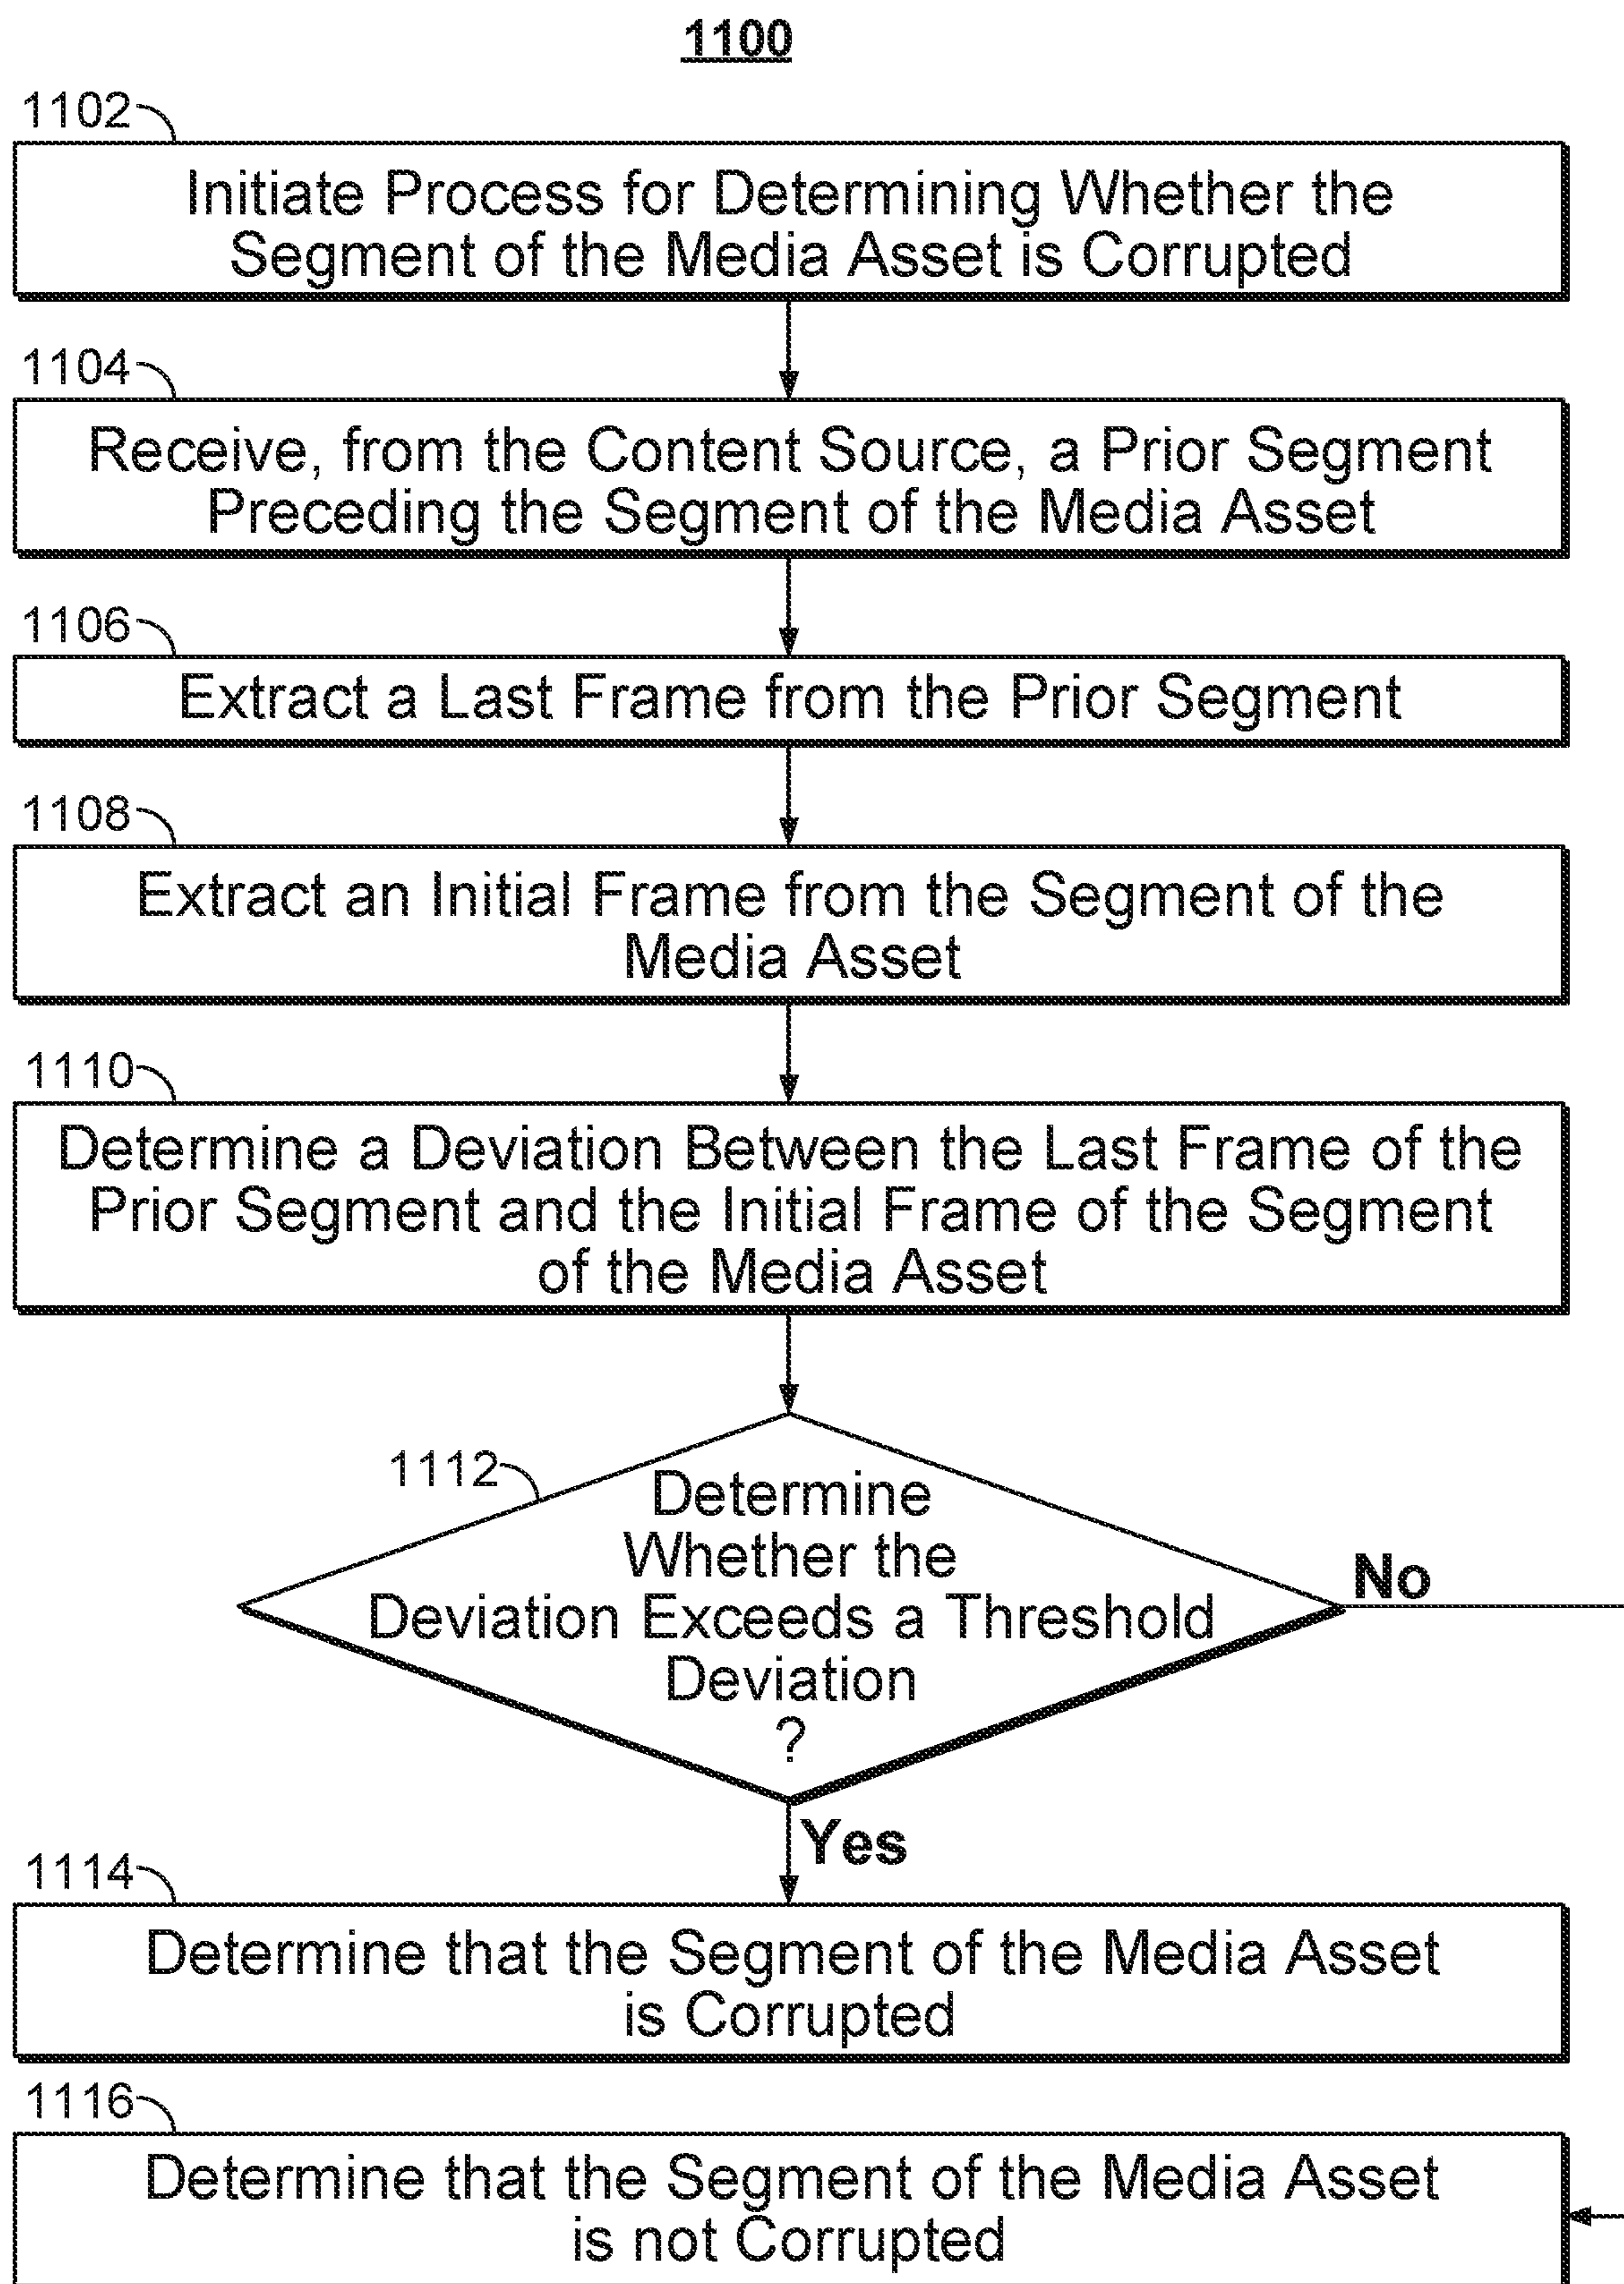 1100
1102
Initiate Process for Determining Whether the
Segment of the Media Asset is Corrupted
1104
Receive, from the Content Source, a Prior Segment
Preceding the Segment of the Media Asset
1106
Extract a Last Frame from the Prior Segment
1108
Extract an Initial Frame from the Segment of the
Media Asset
1110
Determine a Deviation Between the Last Frame of the
Prior Segment and the Initial Frame of the Segment
of the Media Asset
1112
Determine
Whether the
Deviation Exceeds a Threshold
Deviation
?
No
Yes
1114
Determine that the Segment of the Media Asset
is Corrupted
1116
Determine that the Segment of the Media Asset
is not Corrupted